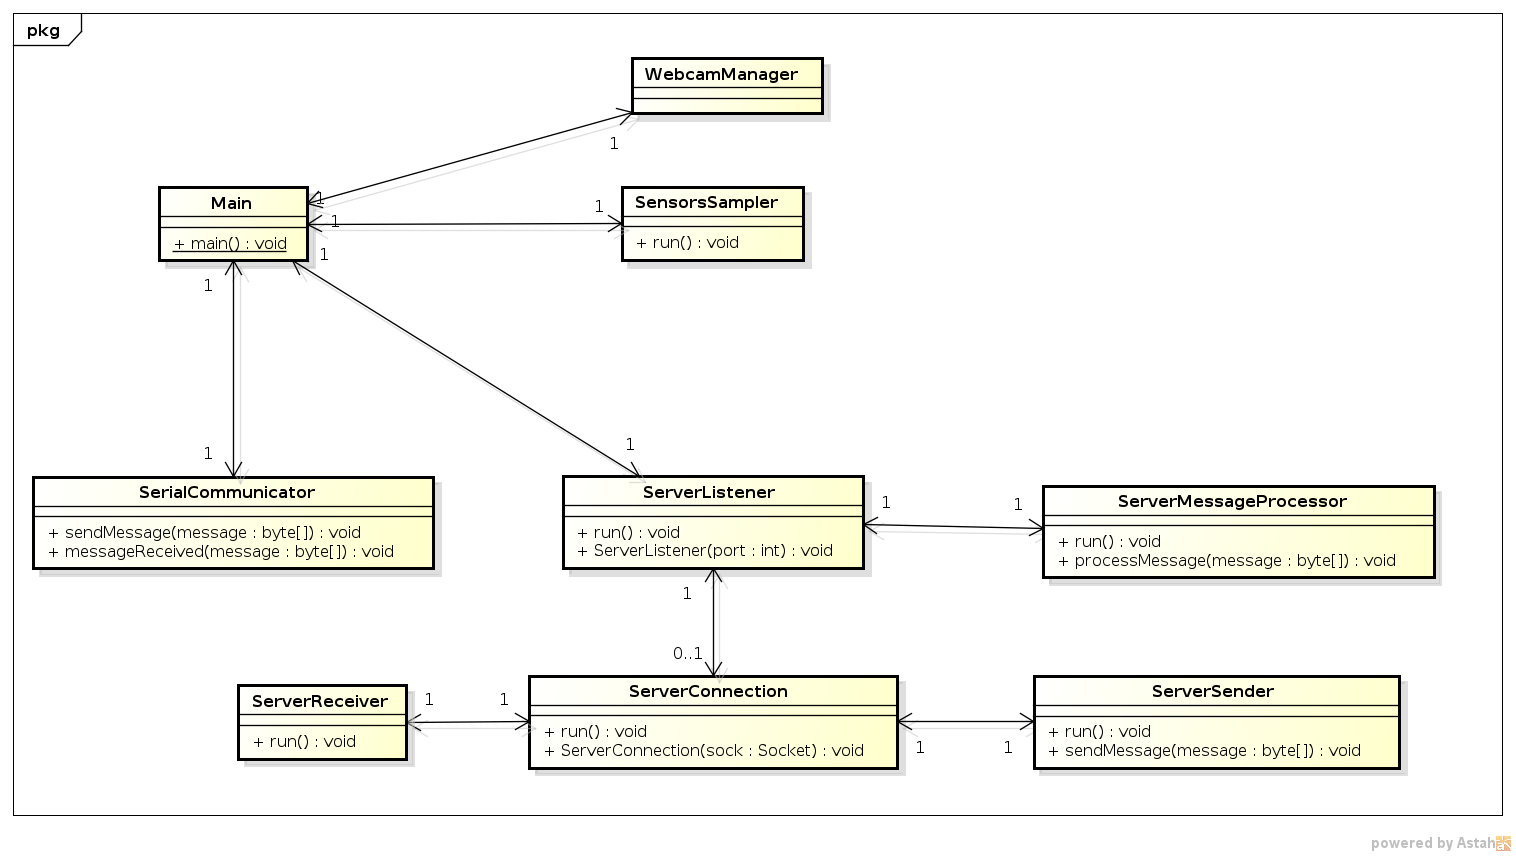 pkg
WebcamManager
1
1
Main
+ main() : void
1
1
SensorsSampler
+ run() : void
1
1
1
1
SerialCommunicator
+ sendMessage(message : byte[]) : void
+ messageReceived(message : byte[]) : void
ServerListener
+ run() : void
+ ServerListener(port : int) : void
1
1
ServerMessageProcessor
+ run() : void
+ processMessage(message : byte[]) : void
1
0..1
ServerReceiver
+ run() : void
1
1
ServerConnection
+ run() : void
+ ServerConnection(sock : Socket) : void
1
1
ServerSender
+ run() : void
+ sendMessage(message : byte[]) : void
powered by Astah